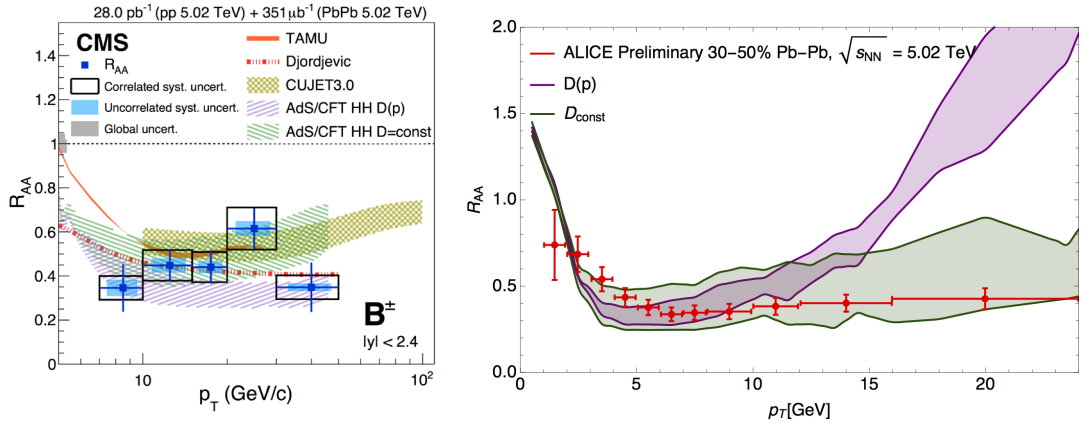 28.0 pb⁻¹ (pp 5.02 TeV) + 351 μb⁻¹ (PbPb 5.02 TeV)
CMS
R_AA
Correlated syst. uncert.
Uncorrelated syst. uncert.
Global uncert.
TAMU
Djordjevic
CUJET3.0
AdS/CFT HH D(p)
AdS/CFT HH D=const
R_AA
1.4
1.2
1
0.8
0.6
0.4
0.2
0
B±
|y| < 2.4
10
10²
p_T (GeV/c)
ALICE Preliminary 30–50% Pb–Pb, √s_NN = 5.02 TeV
D(p)
D_const
R_AA
2.0
1.5
1.0
0.5
0.0
0
5
10
15
20
p_T[GeV]